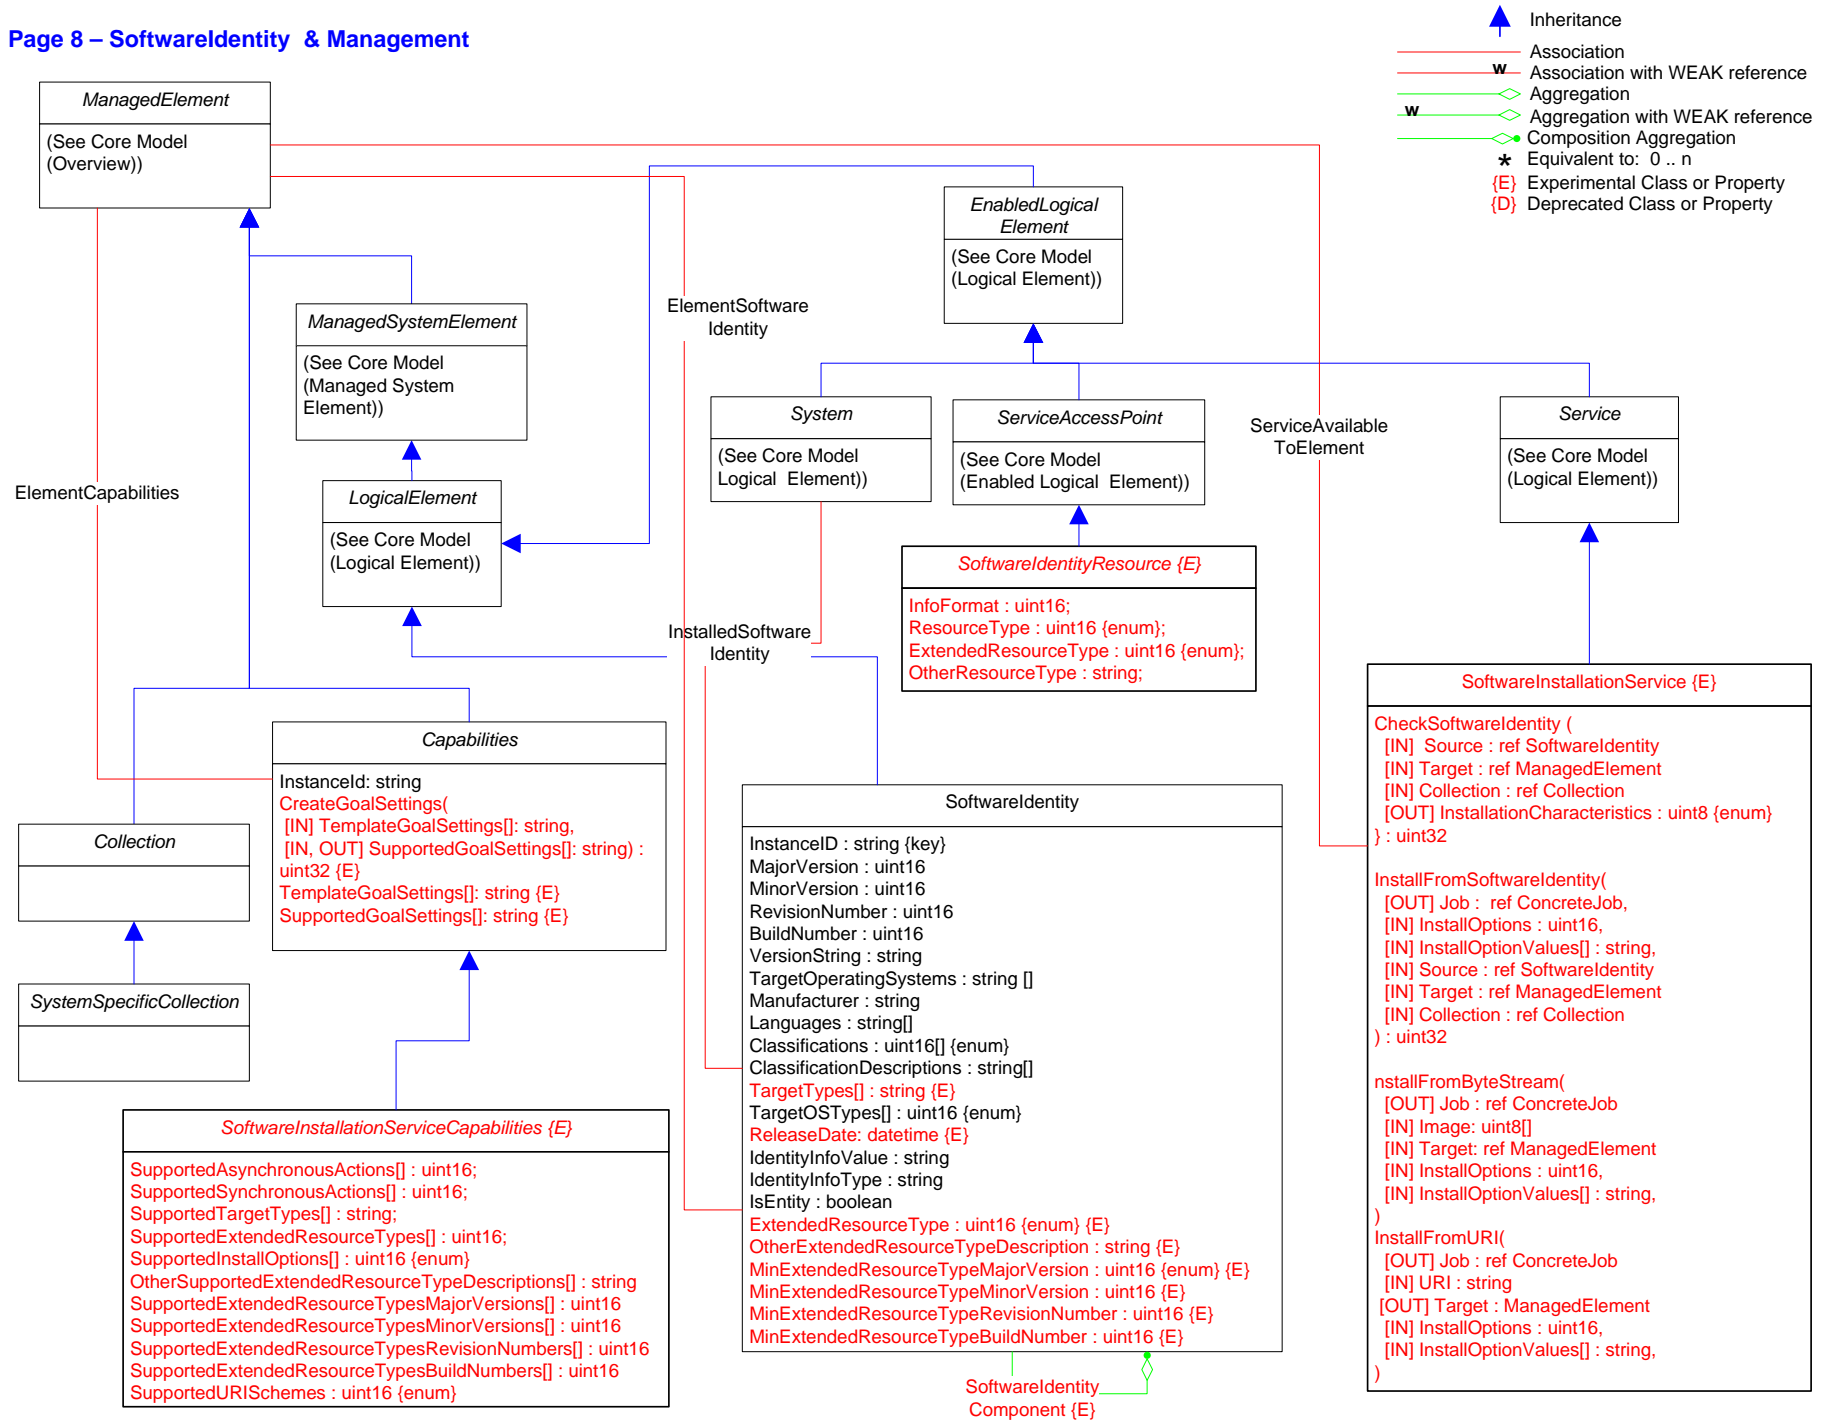 Page 8 – SoftwareIdentity  & Management
Inheritance
Association
w
Association with WEAK reference
Aggregation
w
Aggregation with WEAK reference
Composition Aggregation
* Equivalent to:  0 .. n
{E} Experimental Class or Property
{D} Deprecated Class or Property
ManagedElement
(See Core Model
(Overview))
EnabledLogical
Element
(See Core Model
(Logical Element))
ManagedSystemElement
(See Core Model
(Managed System
Element))
ElementSoftware
Identity
System
(See Core Model
Logical  Element))
ServiceAccessPoint
(See Core Model
(Enabled Logical  Element))
ServiceAvailable
ToElement
Service
(See Core Model
(Logical Element))
ElementCapabilities
LogicalElement
(See Core Model
(Logical Element))
SoftwareIdentityResource {E}
InfoFormat : uint16;
ResourceType : uint16 {enum};
ExtendedResourceType : uint16 {enum};
OtherResourceType : string;
InstalledSoftware
Identity
Capabilities
InstanceId: string
CreateGoalSettings(
[IN] TemplateGoalSettings[]: string,
[IN, OUT] SupportedGoalSettings[]: string) :
uint32 {E}
TemplateGoalSettings[]: string {E}
SupportedGoalSettings[]: string {E}
Collection
SystemSpecificCollection
SoftwareInstallationServiceCapabilities {E}
SupportedAsynchronousActions[] : uint16;
SupportedSynchronousActions[] : uint16;
SupportedTargetTypes[] : string;
SupportedExtendedResourceTypes[] : uint16;
SupportedInstallOptions[] : uint16 {enum}
OtherSupportedExtendedResourceTypeDescriptions[] : string
SupportedExtendedResourceTypesMajorVersions[] : uint16
SupportedExtendedResourceTypesMinorVersions[] : uint16
SupportedExtendedResourceTypesRevisionNumbers[] : uint16
SupportedExtendedResourceTypesBuildNumbers[] : uint16
SupportedURISchemes : uint16 {enum}
SoftwareIdentity
InstanceID : string {key}
MajorVersion : uint16
MinorVersion : uint16
RevisionNumber : uint16
BuildNumber : uint16
VersionString : string
TargetOperatingSystems : string []
Manufacturer : string
Languages : string[]
Classifications : uint16[] {enum}
ClassificationDescriptions : string[]
TargetTypes[] : string {E}
TargetOSTypes[] : uint16 {enum}
ReleaseDate: datetime {E}
IdentityInfoValue : string
IdentityInfoType : string
IsEntity : boolean
ExtendedResourceType : uint16 {enum} {E}
OtherExtendedResourceTypeDescription : string {E}
MinExtendedResourceTypeMajorVersion : uint16 {enum} {E}
MinExtendedResourceTypeMinorVersion : uint16 {E}
MinExtendedResourceTypeRevisionNumber : uint16 {E}
MinExtendedResourceTypeBuildNumber : uint16 {E}
SoftwareIdentity
Component {E}
SoftwareInstallationService {E}
CheckSoftwareIdentity (
[IN]  Source : ref SoftwareIdentity
[IN] Target : ref ManagedElement
[IN] Collection : ref Collection
[OUT] InstallationCharacteristics : uint8 {enum}
} : uint32
InstallFromSoftwareIdentity(
[OUT] Job :  ref ConcreteJob,
[IN] InstallOptions : uint16,
[IN] InstallOptionValues[] : string,
[IN] Source : ref SoftwareIdentity
[IN] Target : ref ManagedElement
[IN] Collection : ref Collection
) : uint32
nstallFromByteStream(
[OUT] Job : ref ConcreteJob
[IN] Image: uint8[]
[IN] Target: ref ManagedElement
[IN] InstallOptions : uint16,
[IN] InstallOptionValues[] : string,
)
InstallFromURI(
[OUT] Job : ref ConcreteJob
[IN] URI : string
[OUT] Target : ManagedElement
[IN] InstallOptions : uint16,
[IN] InstallOptionValues[] : string,
)